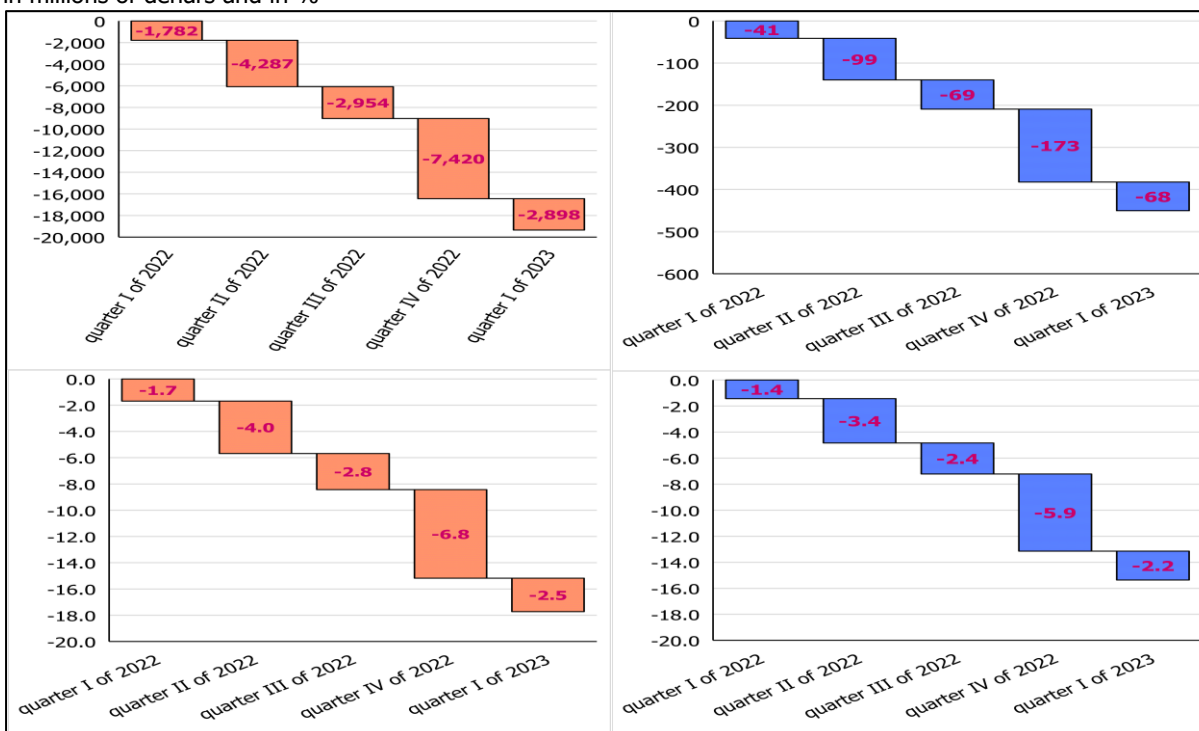 in millions of denars and in %
0
-2,000
-4,000
-6,000
-8,000
-10,000
-12,000
-14,000
-16,000
-18,000
-20,000
-1,782
-4,287
-2,954
-7,420
-2,898
quarter I of 2022
quarter II of 2022
quarter III of 2022
quarter IV of 2022
quarter I of 2023
0
-100
-200
-300
-400
-500
-600
-41
-99
-69
-173
-68
quarter I of 2022
quarter II of 2022
quarter III of 2022
quarter IV of 2022
quarter I of 2023
0.0
-2.0
-4.0
-6.0
-8.0
-10.0
-12.0
-14.0
-16.0
-18.0
-20.0
-1.7
-4.0
-2.8
-6.8
-2.5
quarter I of 2022
quarter II of 2022
quarter III of 2022
quarter IV of 2022
quarter I of 2023
0.0
-2.0
-4.0
-6.0
-8.0
-10.0
-12.0
-14.0
-16.0
-18.0
-20.0
-1.4
-3.4
-2.4
-5.9
-2.2
quarter I of 2022
quarter II of 2022
quarter III of 2022
quarter IV of 2022
quarter I of 2023